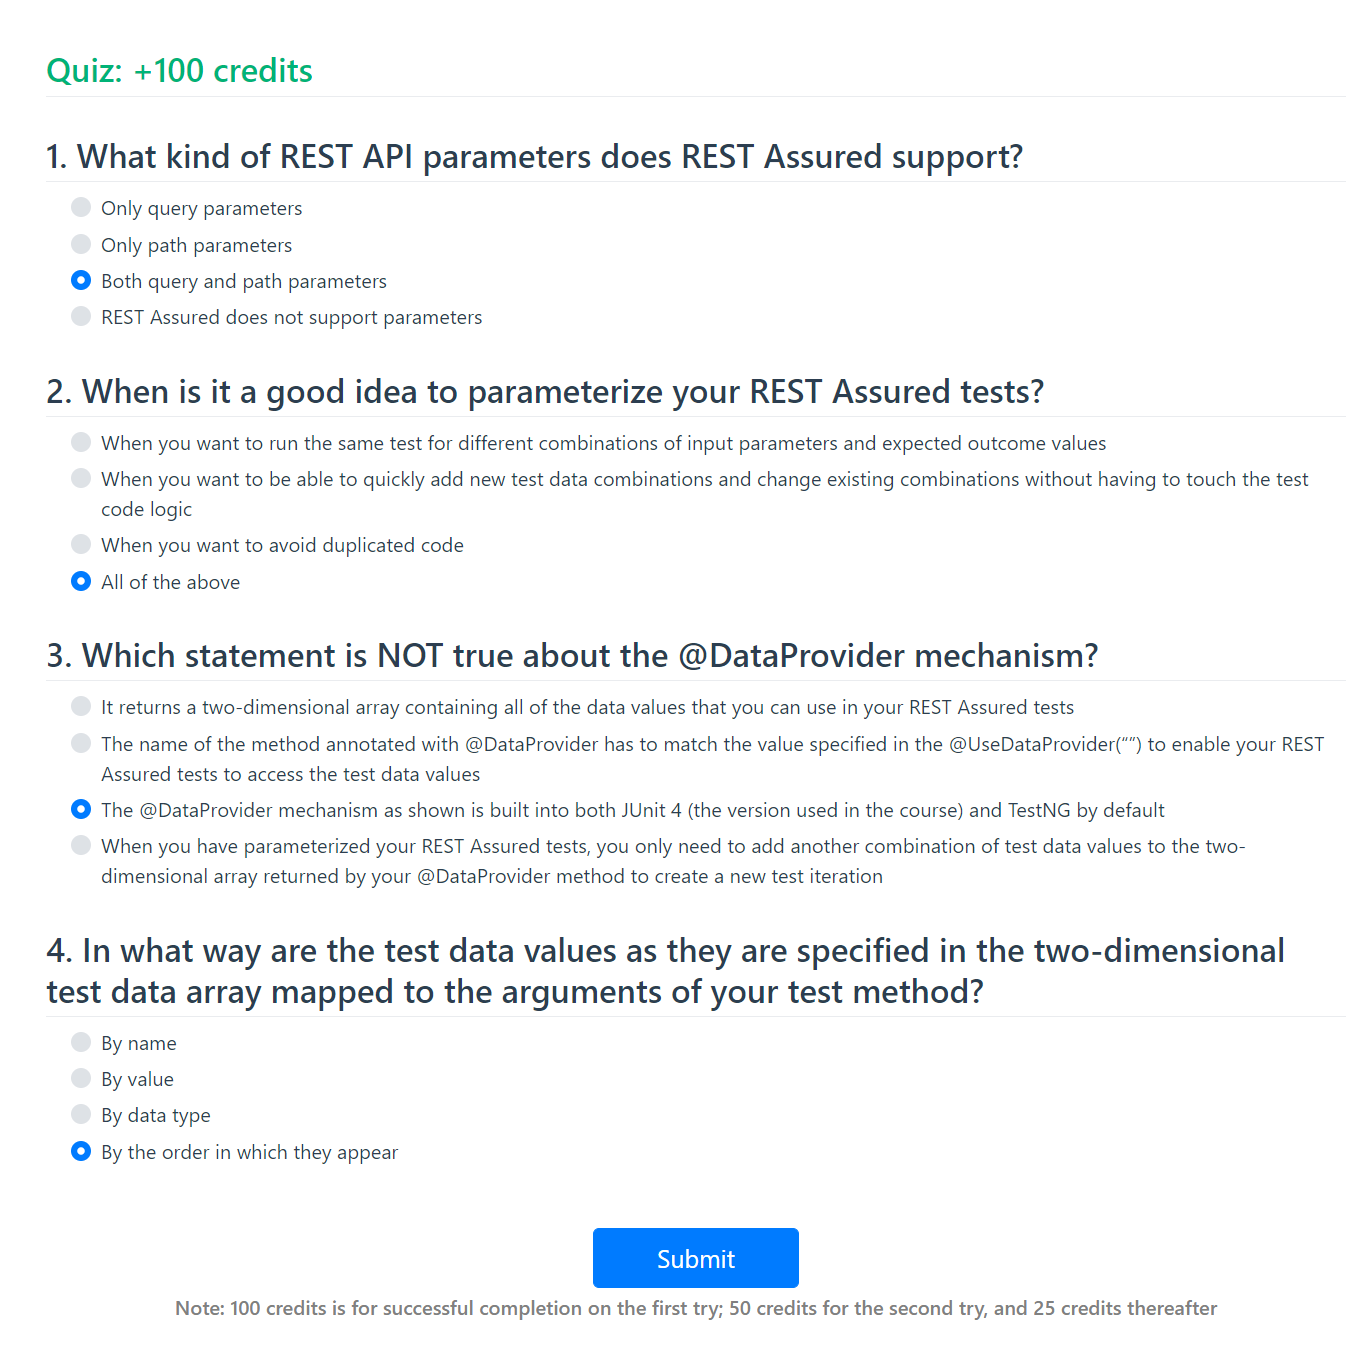 Quiz: +100 credits
1. What kind of REST API parameters does REST Assured support?
Only query parameters
Only path parameters
Both query and path parameters
REST Assured does not support parameters
2. When is it a good idea to parameterize your REST Assured tests?
When you want to run the same test for different combinations of input parameters and expected outcome values
When you want to be able to quickly add new test data combinations and change existing combinations without having to touch the test
code logic
When you want to avoid duplicated code
All of the above
3. Which statement is NOT true about the @DataProvider mechanism?
It returns a two-dimensional array containing all of the data values that you can use in your REST Assured tests
The name of the method annotated with @DataProvider has to match the value specified in the @UseDataProvider(“”) to enable your REST
Assured tests to access the test data values
The @DataProvider mechanism as shown is built into both JUnit 4 (the version used in the course) and TestNG by default
When you have parameterized your REST Assured tests, you only need to add another combination of test data values to the two-
dimensional array returned by your @DataProvider method to create a new test iteration
4. In what way are the test data values as they are specified in the two-dimensional
test data array mapped to the arguments of your test method?
By name
By value
By data type
By the order in which they appear
Submit
Note: 100 credits is for successful completion on the first try; 50 credits for the second try, and 25 credits thereafter